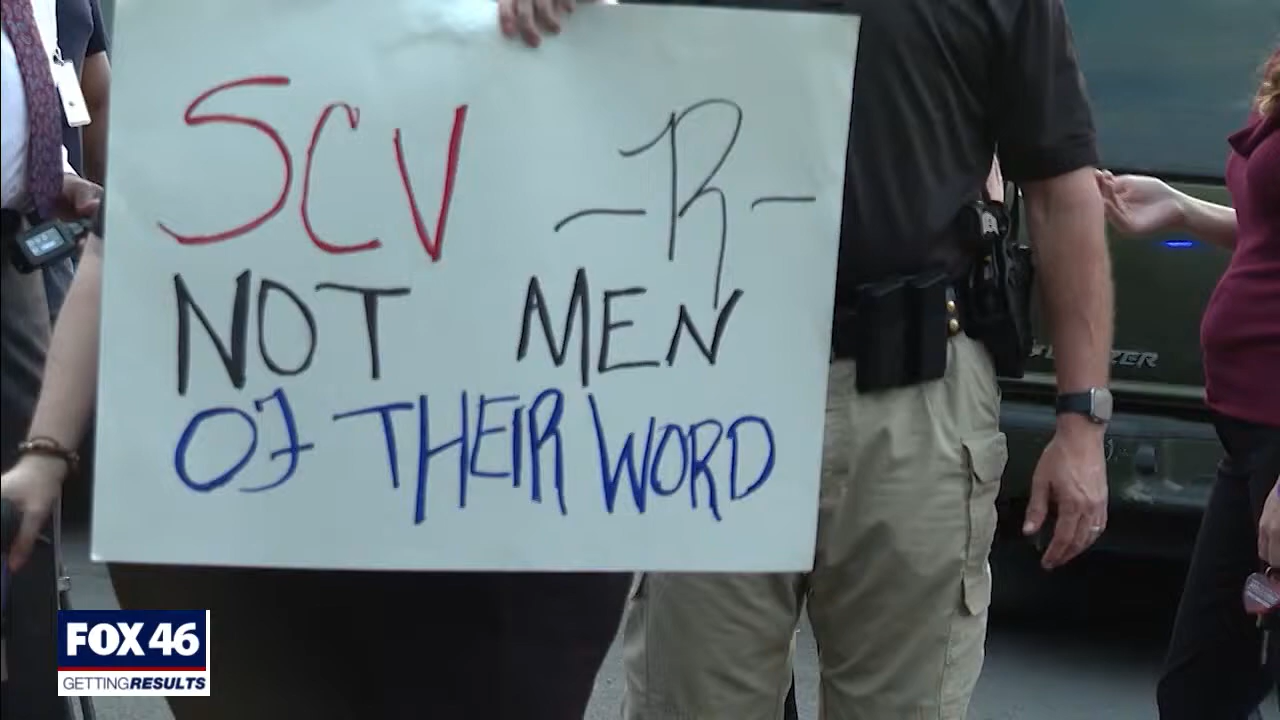 SCV -R-
NOT MEN
Of THEIR WORD
FOX 46
GETTINGRESULTS